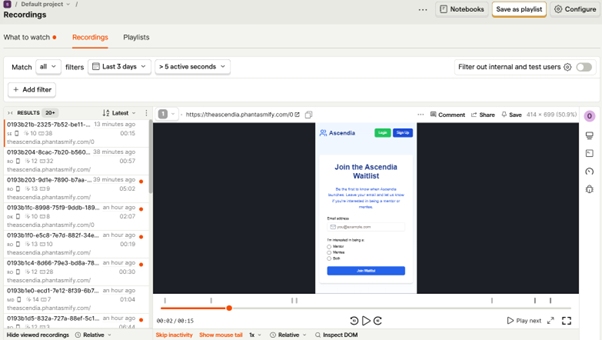 Default project
Recordings
Notebooks
Save as playlist
Configure
What to watch
Recordings
Playlists
Match all filters Last 3 days > 5 active seconds
Filter out internal and test users
Add filter
RESULTS 20+ Latest
0193b21b-2325-7b52-be11-... 13 minutes ago
10 38 00:15
theascendia.phantasmify.com/0
0193b204-8cac-7b20-b560... 38 minutes ago
12 32 00:57
theascendia.phantasmify.com/
0193b203-9d1e-7890-b7aa-... 39 minutes ago
13 9 05:02
theascendia.phantasmify.com/
0193b1fc-8998-75f9-9ddb-189... an hour ago
10 8 02:07
theascendia.phantasmify.com/
0193b1f0-e5c8-7e7d-882f-34e... an hour ago
13 10 00:19
theascendia.phantasmify.com/
0193b1c4-8d66-79e3-bd8a-78... an hour ago
12 28 00:30
theascendia.phantasmify.com/
0193b1e0-ecd1-7e12-8f39-6b7... an hour ago
14 7 01:04
theascendia.phantasmify.com/
0193b1d5-832a-727a-88ef-5c1... an hour ago
Hide viewed recordings Relative
1 https://theascendia.phantasmify.com/0
Comment Share Save 414 × 699 (50.9%)
Ascendia
Login Sign Up
Join the Ascendia
Waitlist
Be the first to know when Ascendia
launches. Leave your email and let us know
if you're interested in being a mentor or
mentee.
Email address
you@example.com
I'm interested in being a:
Mentor
Mentee
Both
Join Waitlist
00:02 / 00:15
Play next
Skip inactivity Show mouse tail 1x Relative Inspect DOM